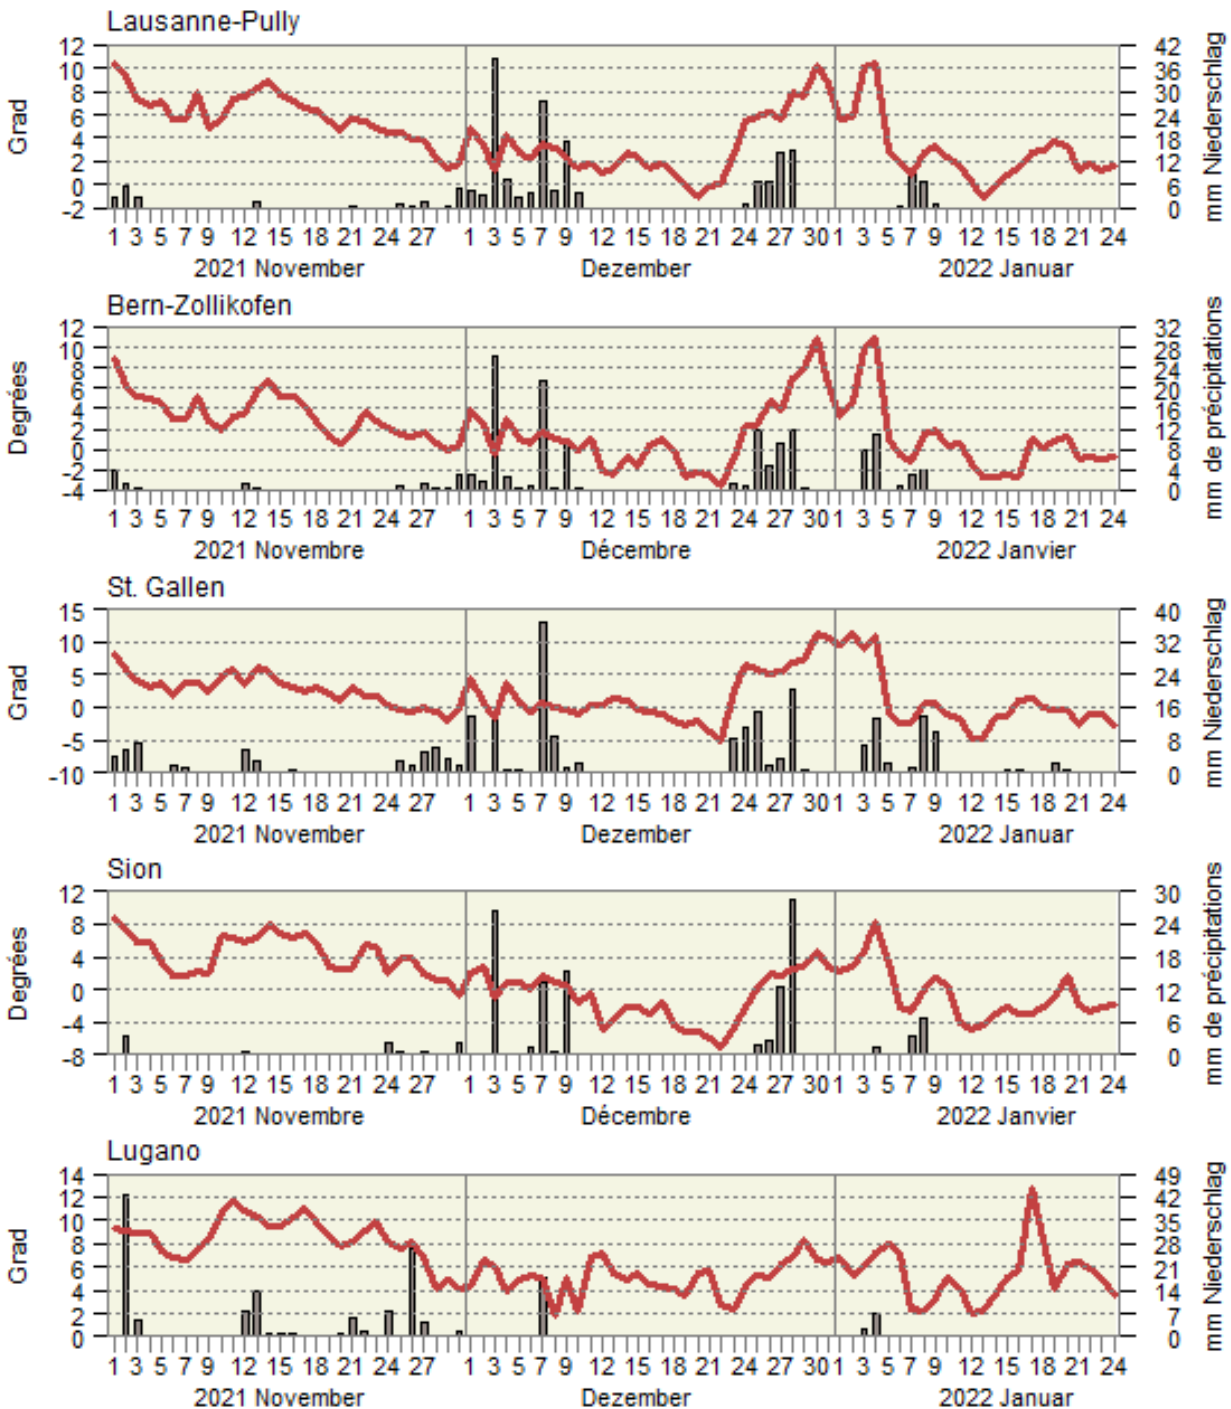 Lausanne-Pully
Grad
12
10
8
6
4
2
0
-2
42
36
30
24
18
12
6
0
mm Niederschlag
1 3 5 7 9 12 15 18 21 24 27 1 3 5 7 9 12 15 18 21 24 27 30 1 3 5 7 9 12 15 18 21 24
2021 November Dezember 2022 Januar
Bern-Zollikofen
Degrées
12
10
8
6
4
2
0
-2
-4
32
28
24
20
16
12
8
4
0
mm de précipitations
1 3 5 7 9 12 15 18 21 24 27 1 3 5 7 9 12 15 18 21 24 27 30 1 3 5 7 9 12 15 18 21 24
2021 Novembre Décembre 2022 Janvier
St. Gallen
Grad
15
10
5
0
-5
-10
40
32
24
16
8
0
mm Niederschlag
1 3 5 7 9 12 15 18 21 24 27 1 3 5 7 9 12 15 18 21 24 27 30 1 3 5 7 9 12 15 18 21 24
2021 November Dezember 2022 Januar
Sion
Degrées
12
8
4
0
-4
-8
30
24
18
12
6
0
mm de précipitations
1 3 5 7 9 12 15 18 21 24 27 1 3 5 7 9 12 15 18 21 24 27 30 1 3 5 7 9 12 15 18 21 24
2021 Novembre Décembre 2022 Janvier
Lugano
Grad
14
12
10
8
6
4
2
0
49
42
35
28
21
14
7
0
mm Niederschlag
1 3 5 7 9 12 15 18 21 24 27 1 3 5 7 9 12 15 18 21 24 27 30 1 3 5 7 9 12 15 18 21 24
2021 November Dezember 2022 Januar